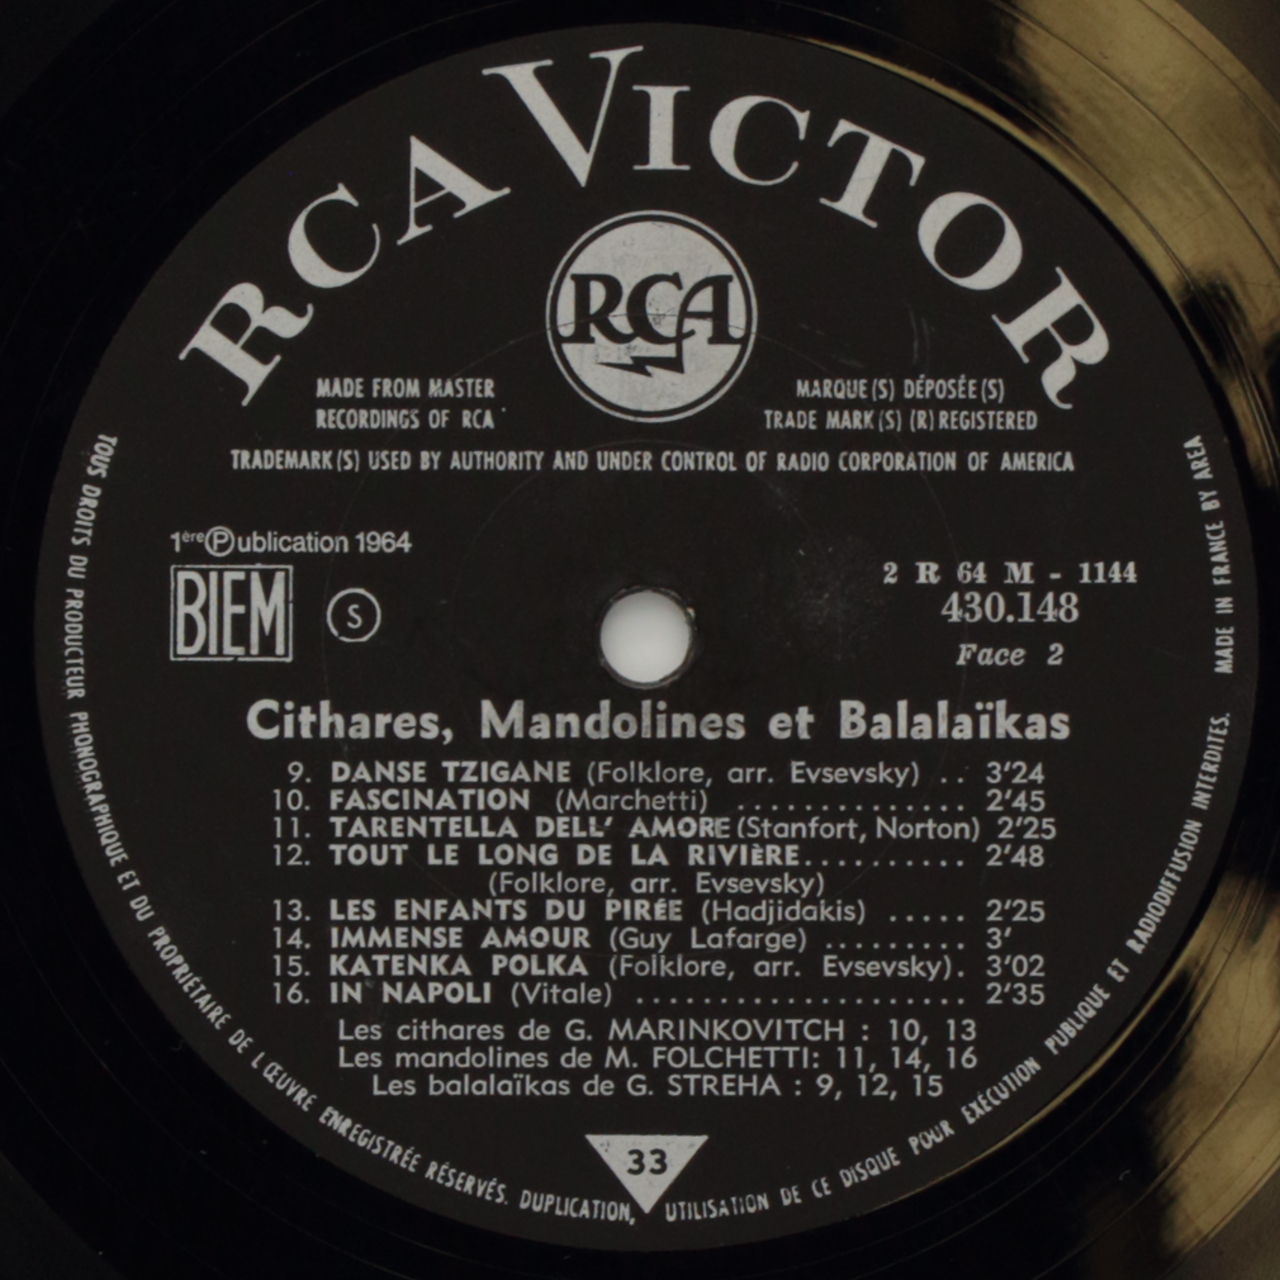 RCA VICTOR
RCA
MADE FROM MASTER
RECORDINGS OF RCA
MARQUE(S) DÉPOSÉE(S)
TRADE MARK(S) (R) REGISTERED
TRADEMARK(S) USED BY AUTHORITY AND UNDER CONTROL OF RADIO CORPORATION OF AMERICA
1ère Ⓟublication 1964
BIEM
S
2 R 64 M - 1144
430.148
Face 2
Cithares, Mandolines et Balalaïkas
9. DANSE TZIGANE (Folklore, arr. Evsevsky) .. 3'24
10. FASCINATION (Marchetti) .............. 2'45
11. TARENTELLA DELL' AMORE (Stanfort, Norton) 2'25
12. TOUT LE LONG DE LA RIVIÈRE.......... 2'48
(Folklore, arr. Evsevsky)
13. LES ENFANTS DU PIRÉE (Hadjidakis) ..... 2'25
14. IMMENSE AMOUR (Guy Lafarge) ......... 3'
15. KATENKA POLKA (Folklore, arr. Evsevsky). 3'02
16. IN NAPOLI (Vitale) ..................... 2'35
Les cithares de G. MARINKOVITCH : 10, 13
Les mandolines de M. FOLCHETTI: 11, 14, 16
Les balalaïkas de G. STREHA : 9, 12, 15
33
TOUS DROITS DU PRODUCTEUR PHONOGRAPHIQUE ET DU PROPRIÉTAIRE DE L'ŒUVRE ENREGISTRÉE RÉSERVÉS. DUPLICATION, UTILISATION DE CE DISQUE POUR EXÉCUTION PUBLIQUE ET RADIODIFFUSION INTERDITES. MADE IN FRANCE BY AREA